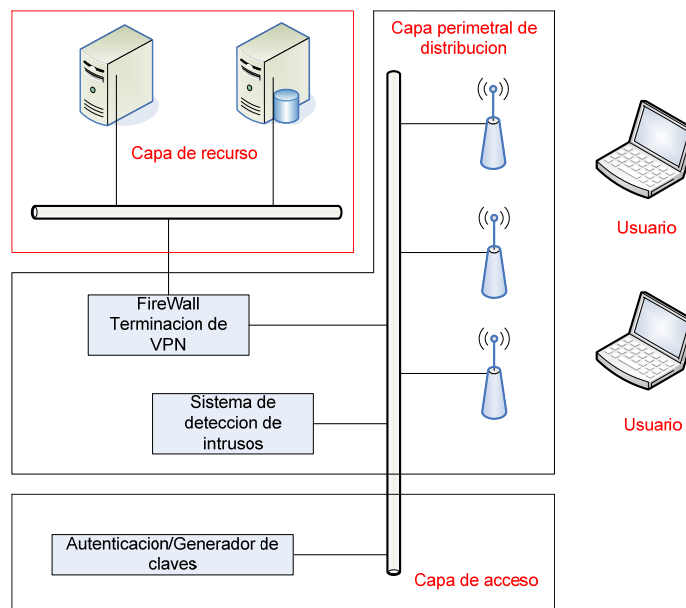 Capa perimetral de
distribucion
Capa de recurso
Usuario
FireWall
Terminacion de
VPN
Sistema de
deteccion de
intrusos
Usuario
Autenticacion/Generador de
claves
Capa de acceso